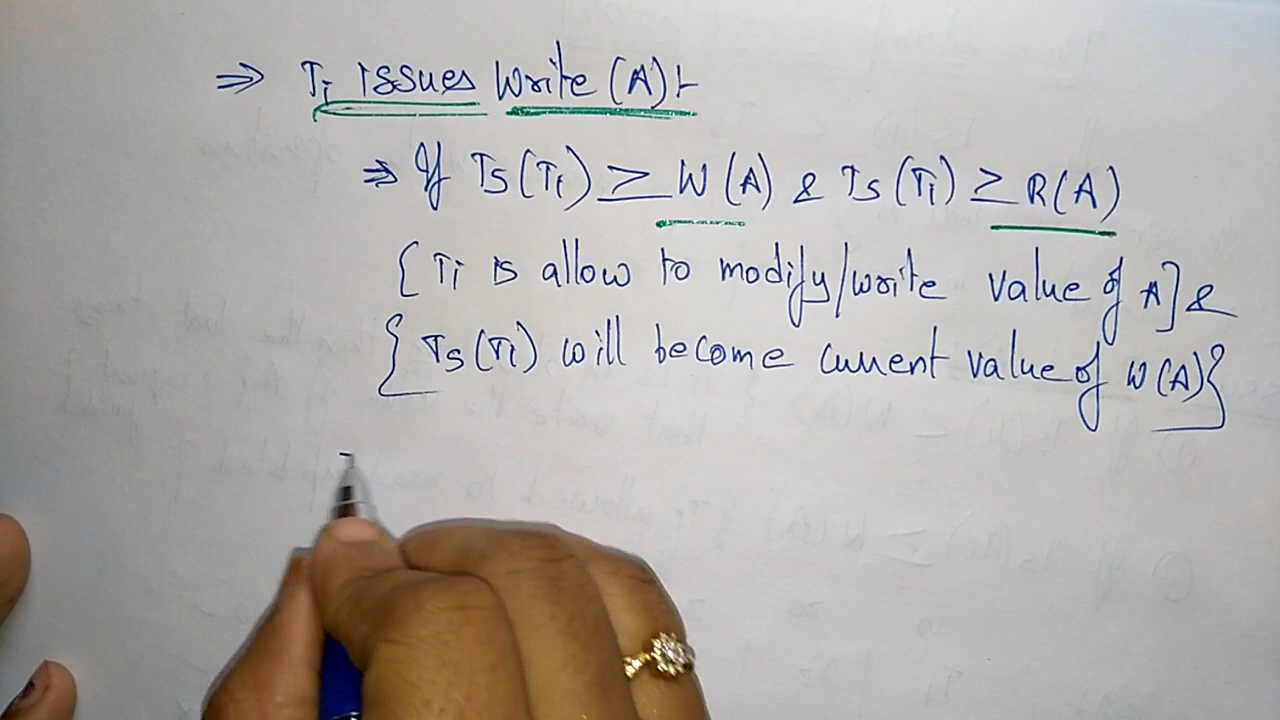 ⇒ Ti issues Write (A) :-
⇒ If Ts (Ti) ≥ W (A) & Ts (Ti) ≥ R (A)
{ Ti is allow to modify/write value of A} &
{ Ts (Ti) will become current value of W (A)}